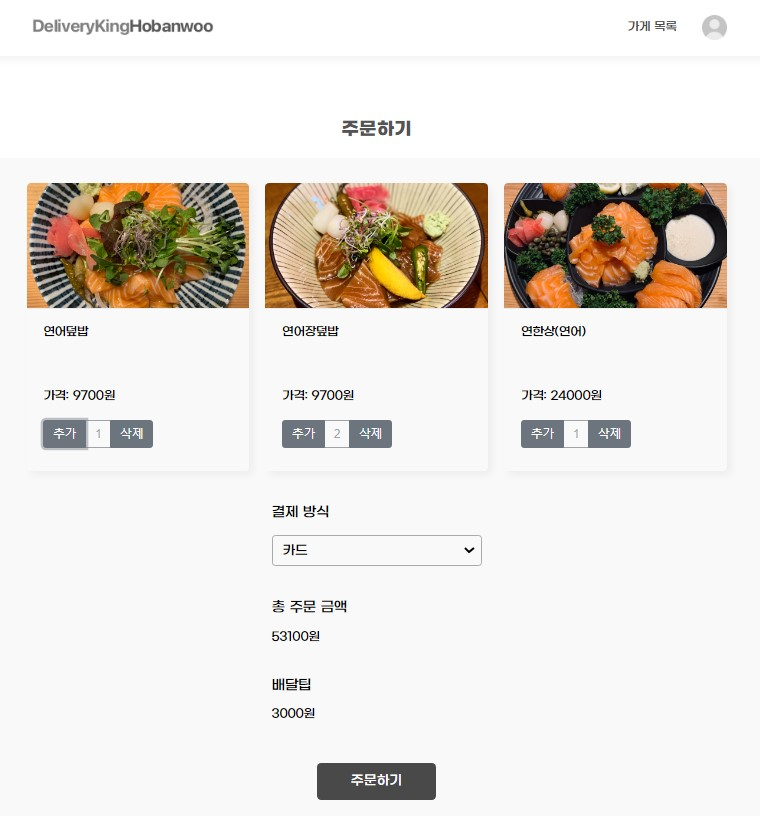 DeliveryKingHobanwoo 가게 목록
주문하기
연어덮밥 연어장덮밥 연한상(연어)
가격: 9700원 가격: 9700원 가격: 24000원
추가 1 삭제 추가 2 삭제 추가 1 삭제
결제 방식
카드
총 주문 금액
53100원
배달팁
3000원
주문하기